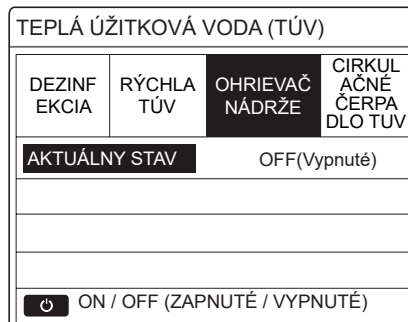 TEPLÁ ÚŽITKOVÁ VODA (TÚV)
DEZINF
EKCIA
RÝCHLA
TÚV
OHRIEVAČ
NÁDRŽE
CIRKUL
AČNÉ
ČERPA
DLO TUV
AKTUÁLNY STAV OFF(Vypnuté)
ON / OFF (ZAPNUTÉ / VYPNUTÉ)